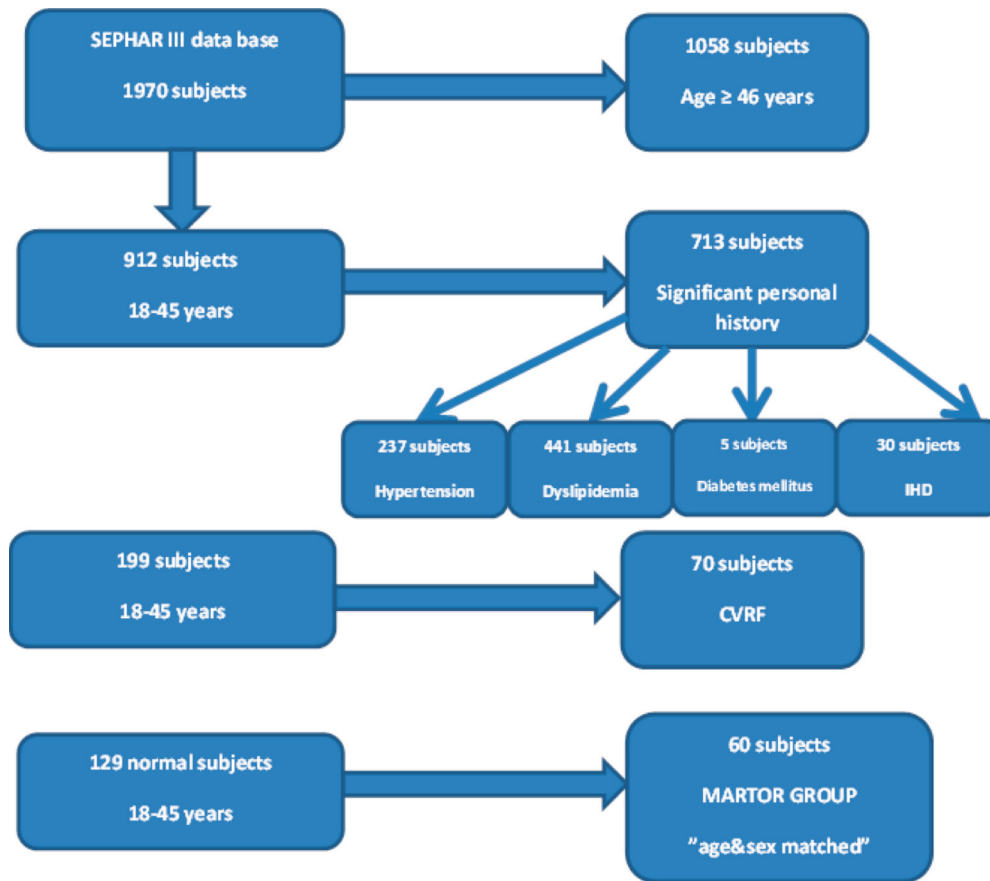 SEPHAR III data base
1970 subjects
1058 subjects
Age ≥ 46 years
912 subjects
18-45 years
713 subjects
Significant personal
history
237 subjects
Hypertension
441 subjects
Dyslipidemia
5 subjects
Diabetes mellitus
30 subjects
IHD
199 subjects
18-45 years
70 subjects
CVRF
129 normal subjects
18-45 years
60 subjects
MARTOR GROUP
”age&sex matched”